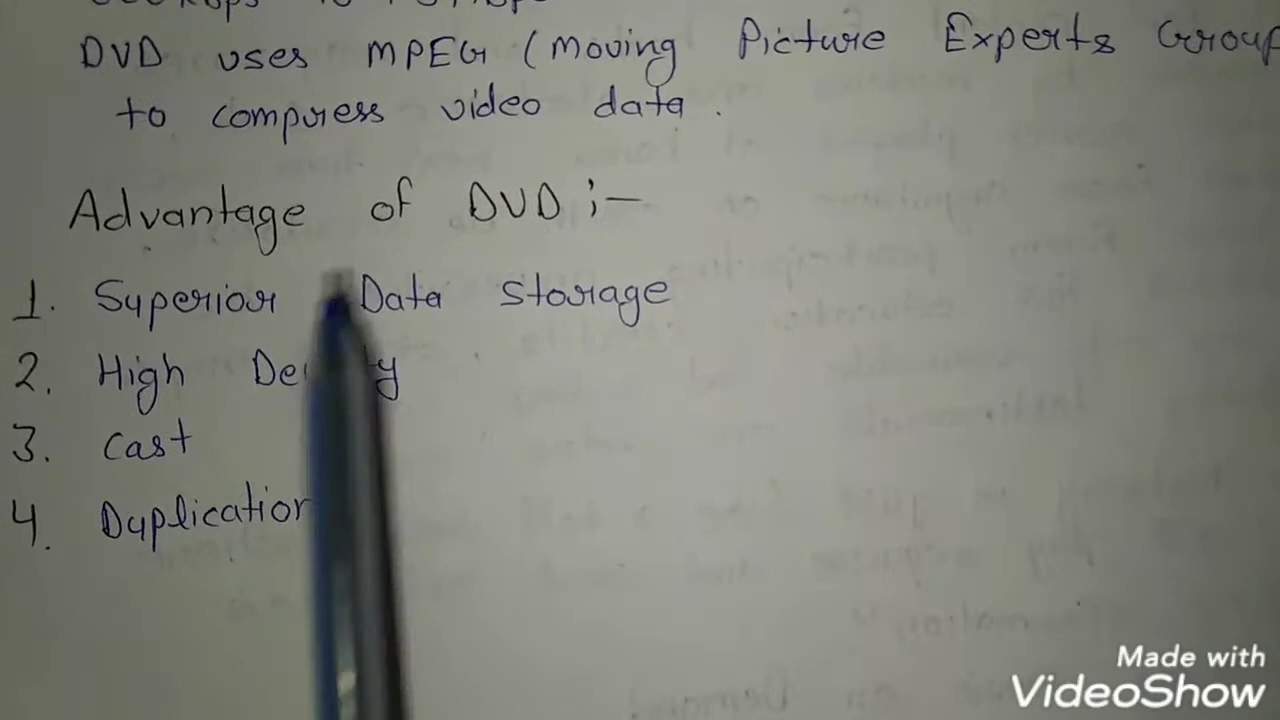 DVD uses MPEG (Moving Picture Experts Group
to compress video data.
Advantage of DVD :-
1. Superior Data Storage
2. High
3. Cast
4. Duplication
Made with
VideoShow